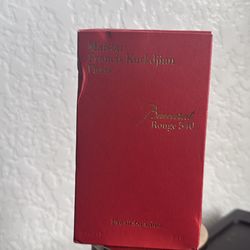 Maison
Francis Kurkdjian
Paris
Baccarat
Rouge 540